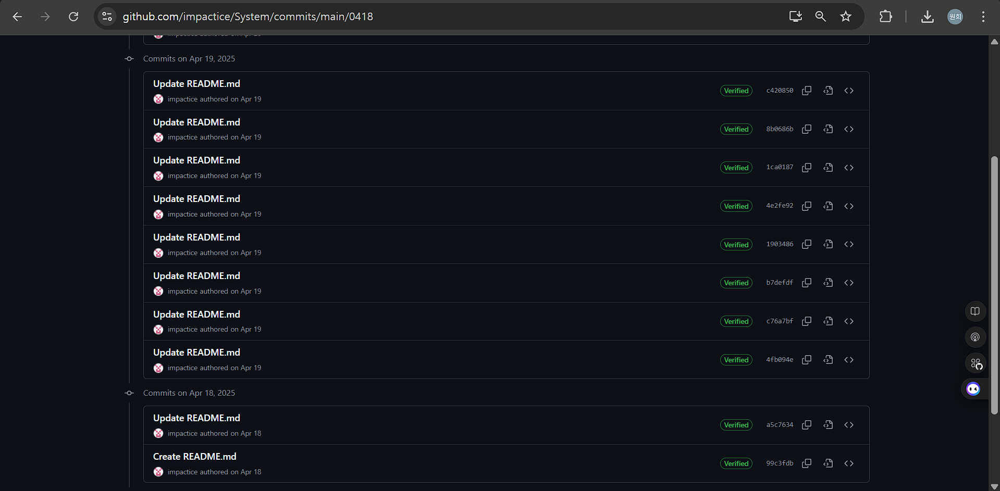 github.com/impactice/System/commits/main/0418
원희
Commits on Apr 19, 2025
Update README.md
impactice authored on Apr 19
Verified
c420850
Update README.md
impactice authored on Apr 19
Verified
8b0686b
Update README.md
impactice authored on Apr 19
Verified
1ca0187
Update README.md
impactice authored on Apr 19
Verified
4e2fe92
Update README.md
impactice authored on Apr 19
Verified
1903486
Update README.md
impactice authored on Apr 19
Verified
b7defdf
Update README.md
impactice authored on Apr 19
Verified
c76a7bf
Update README.md
impactice authored on Apr 19
Verified
4fb094e
Commits on Apr 18, 2025
Update README.md
impactice authored on Apr 18
Verified
a5c7634
Create README.md
impactice authored on Apr 18
Verified
99c3fdb